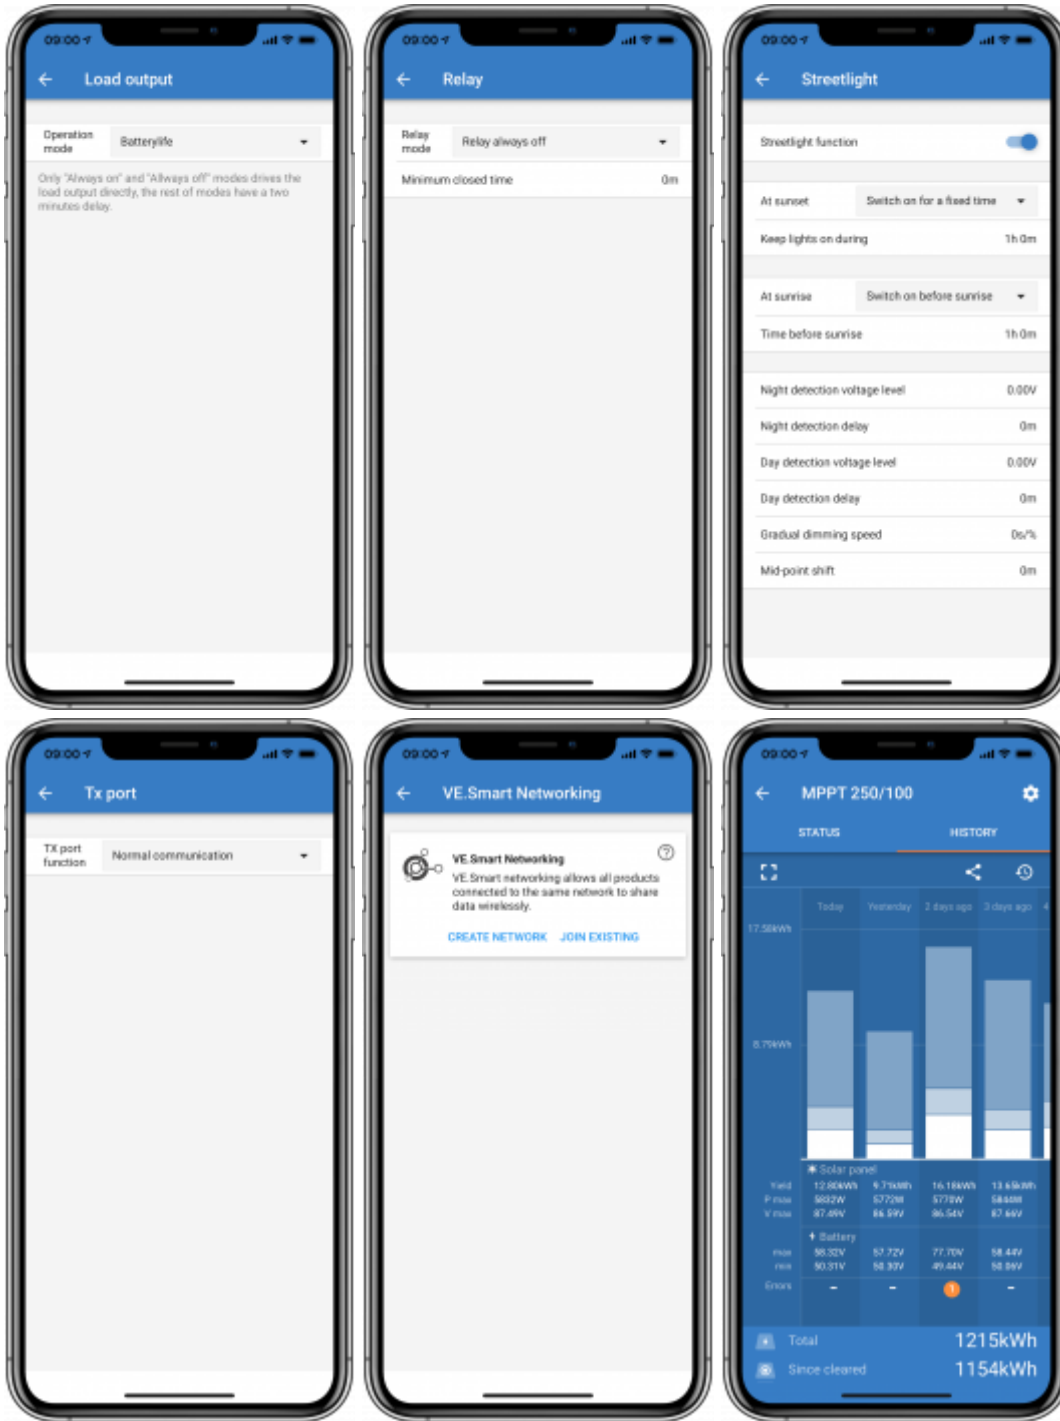 09:00
Load output
Operation mode
Batterylife
Only "Always on" and "Allways off" modes drives the
load output directly, the rest of modes have a two
minutes delay.
09:00
Relay
Relay mode
Relay always off
Minimum closed time 0m
09:00
Streetlight
Streetlight function
At sunset Switch on for a fixed time
Keep lights on during 1h 0m
At sunrise Switch on before sunrise
Time before sunrise 1h 0m
Night detection voltage level 0.00V
Night detection delay 0m
Day detection voltage level 0.00V
Day detection delay 0m
Gradual dimming speed 0s/%
Mid-point shift 0m
09:00
Tx port
TX port function
Normal communication
09:00
VE.Smart Networking
VE.Smart Networking
VE.Smart networking allows all products
connected to the same network to share
data wirelessly.
CREATE NETWORK JOIN EXISTING
09:00
MPPT 250/100
STATUS HISTORY
Today Yesterday 2 days ago 3 days ago 4
17.58kWh
8.79kWh
Solar panel
Yield 12.80kWh 9.71kWh 16.18kWh 13.65kWh
P max 5832W 5772W 5770W 5844W
V max 87.49V 86.59V 86.54V 87.66V
Battery
max 58.32V 57.72V 77.70V 58.44V
min 50.31V 50.30V 49.44V 50.06V
Errors – – 1 –
Total 1215kWh
Since cleared 1154kWh